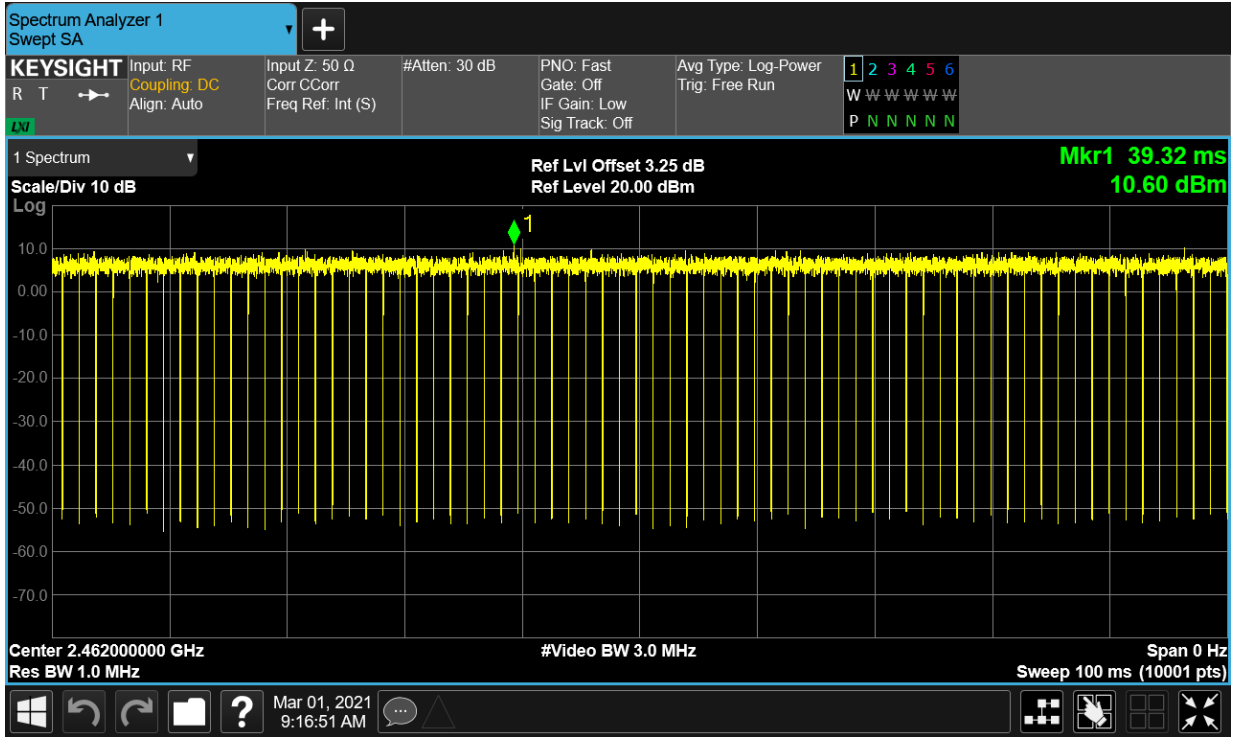 Spectrum Analyzer 1
Swept SA
KEYSIGHT
R T
LXI
Input: RF
Coupling: DC
Align: Auto
Input Z: 50 Ω
Corr CCorr
Freq Ref: Int (S)
#Atten: 30 dB
PNO: Fast
Gate: Off
IF Gain: Low
Sig Track: Off
Avg Type: Log-Power
Trig: Free Run
1 2 3 4 5 6
W W W W W W
P N N N N N
1 Spectrum
Scale/Div 10 dB
Log
Ref Lvl Offset 3.25 dB
Ref Level 20.00 dBm
Mkr1 39.32 ms
10.60 dBm
1
10.0
0.00
-10.0
-20.0
-30.0
-40.0
-50.0
-60.0
-70.0
Center 2.462000000 GHz
Res BW 1.0 MHz
#Video BW 3.0 MHz
Span 0 Hz
Sweep 100 ms (10001 pts)
?
Mar 01, 2021
9:16:51 AM